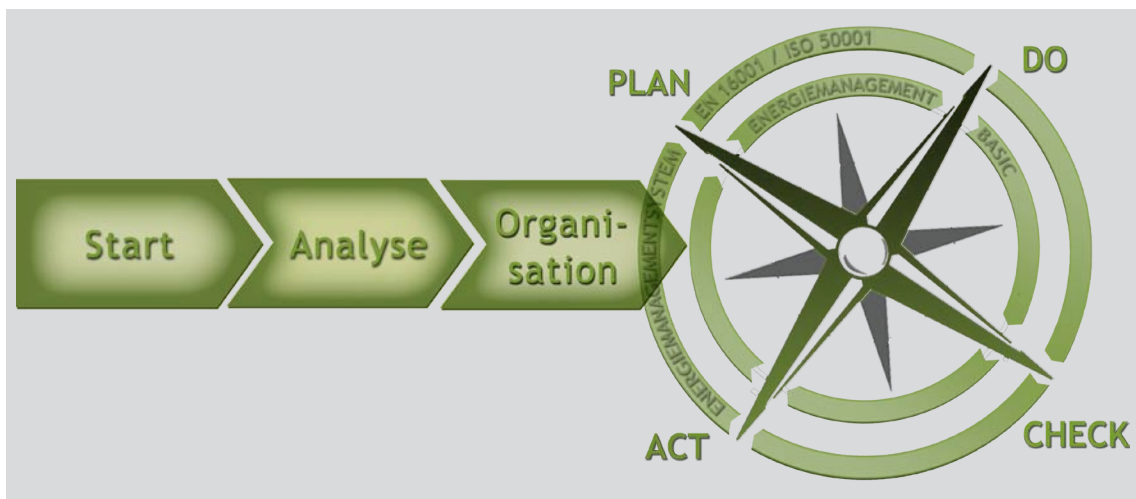 Start
Analyse
Organi-
sation
PLAN
DO
CHECK
ACT
ENERGIEMANAGEMENTSYSTEM
EN 16001 / ISO 50001
ENERGIEMANAGEMENT
BASIC